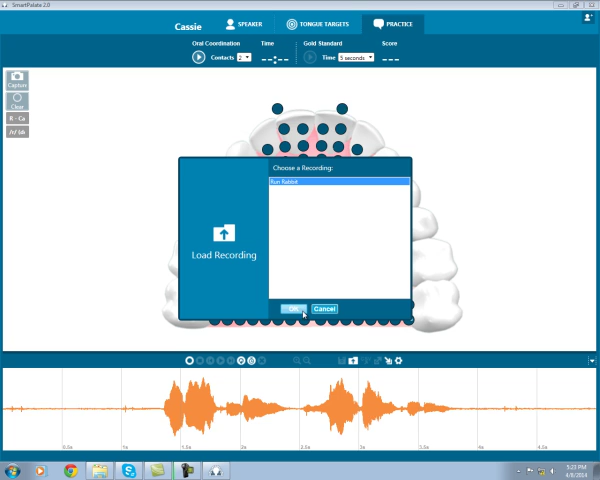 SmartPalate 2.0
Cassie
SPEAKER
TONGUE TARGETS
PRACTICE
Oral Coordination
Time
Gold Standard
Score
Contacts
2
--:--
Time
5 seconds
---
Capture
Clear
R - Ca
Choose a Recording:
Run Rabbit
Load Recording
Cancel
0.5s
1s
1.5s
2s
2.5s
3s
3.5s
4s
4.5s
5:23 PM
4/8/2014